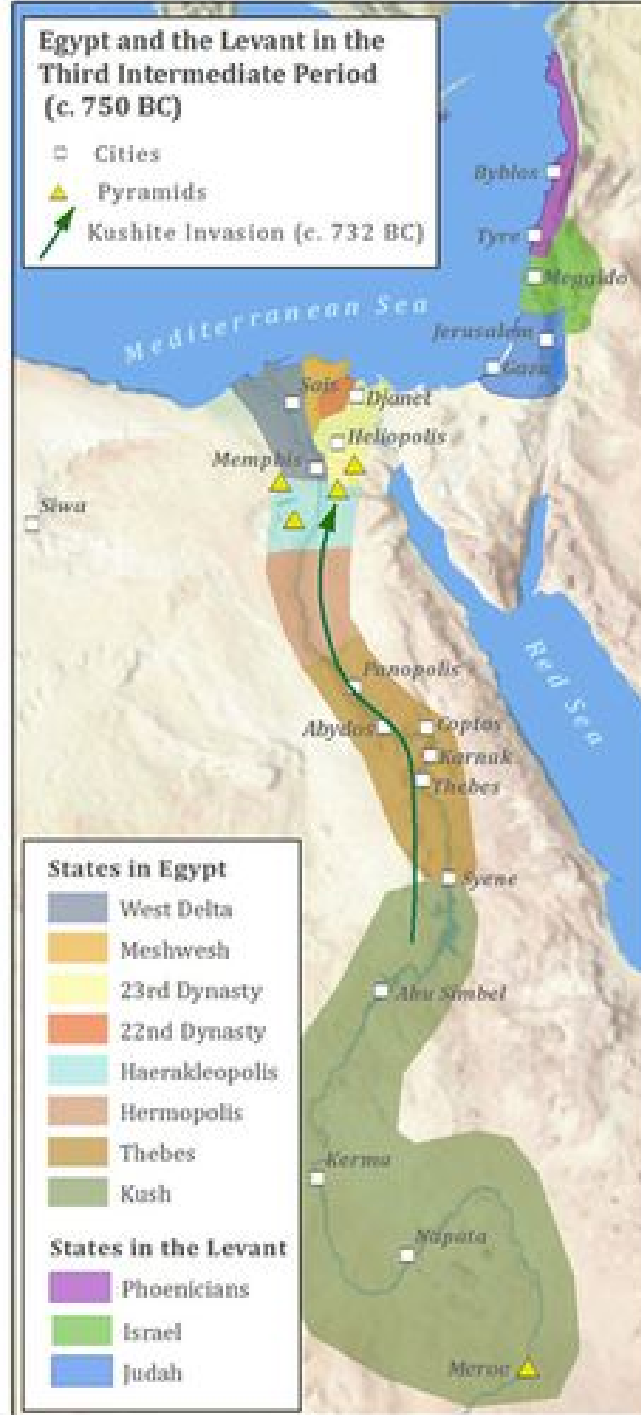 Egypt and the Levant in the
Third Intermediate Period
(c. 750 BC)
Cities
Pyramids
Kushite Invasion (c. 732 BC)
Byblos
Tyre
Meggido
Mediterranean Sea
Jerusalem
Gaza
Sais
Djanet
Heliopolis
Memphis
Siwa
Red Sea
Panopolis
Abydos
Coptos
Karnak
Thebes
Syene
Abu Simbel
Kerma
Napata
Meroe
States in Egypt
West Delta
Meshwesh
23rd Dynasty
22nd Dynasty
Haerakleopolis
Hermopolis
Thebes
Kush
States in the Levant
Phoenicians
Israel
Judah